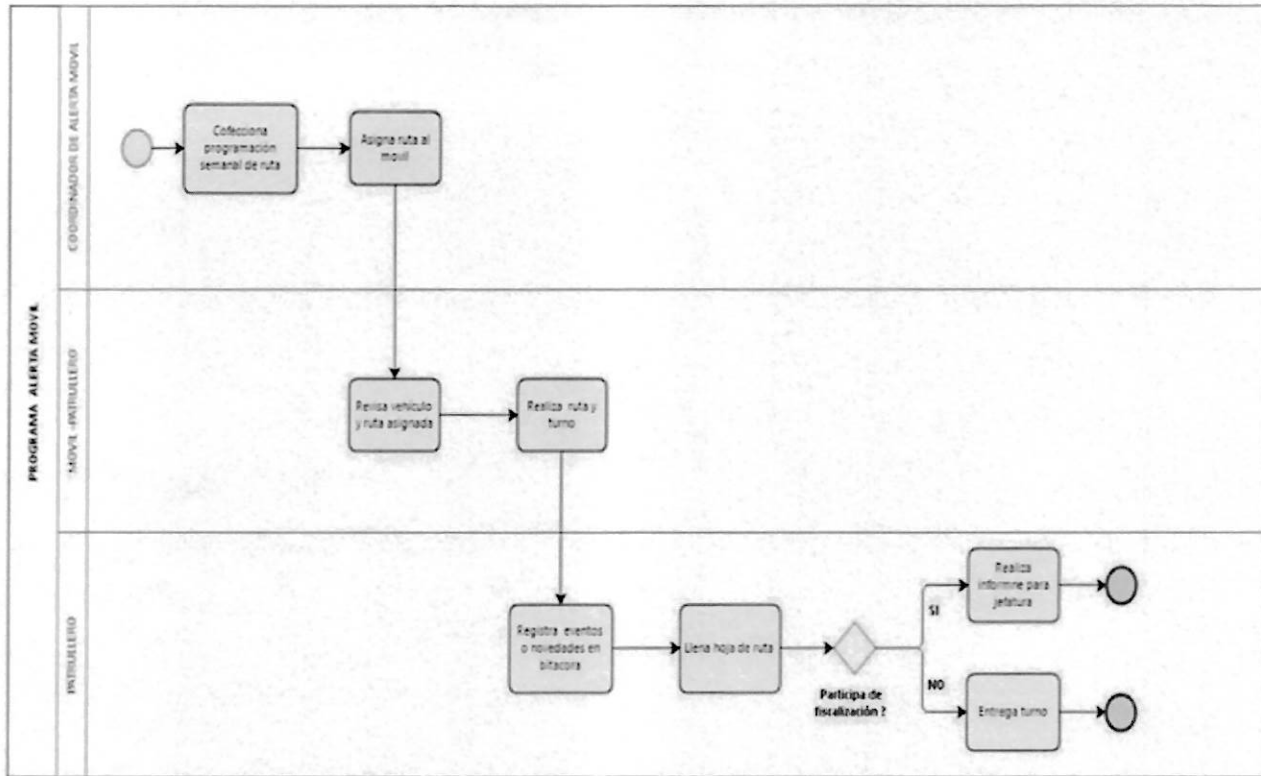 PROGRAMA ALERTA MOVIL
COORDINADOR DE ALERTA MOVIL
Cofecciona
programación
semanal de ruta
Asigna ruta al
movil
MOVIL -PATRULLERO
Revisa vehículo
y ruta asignada
Realiza ruta y
turno
PATRULLERO
Registra eventos
o novedades en
bitacora
Llena hoja de ruta
Participa de
fiscalización ?
SI
Realiza
informne para
jefatura
NO
Entrega turno